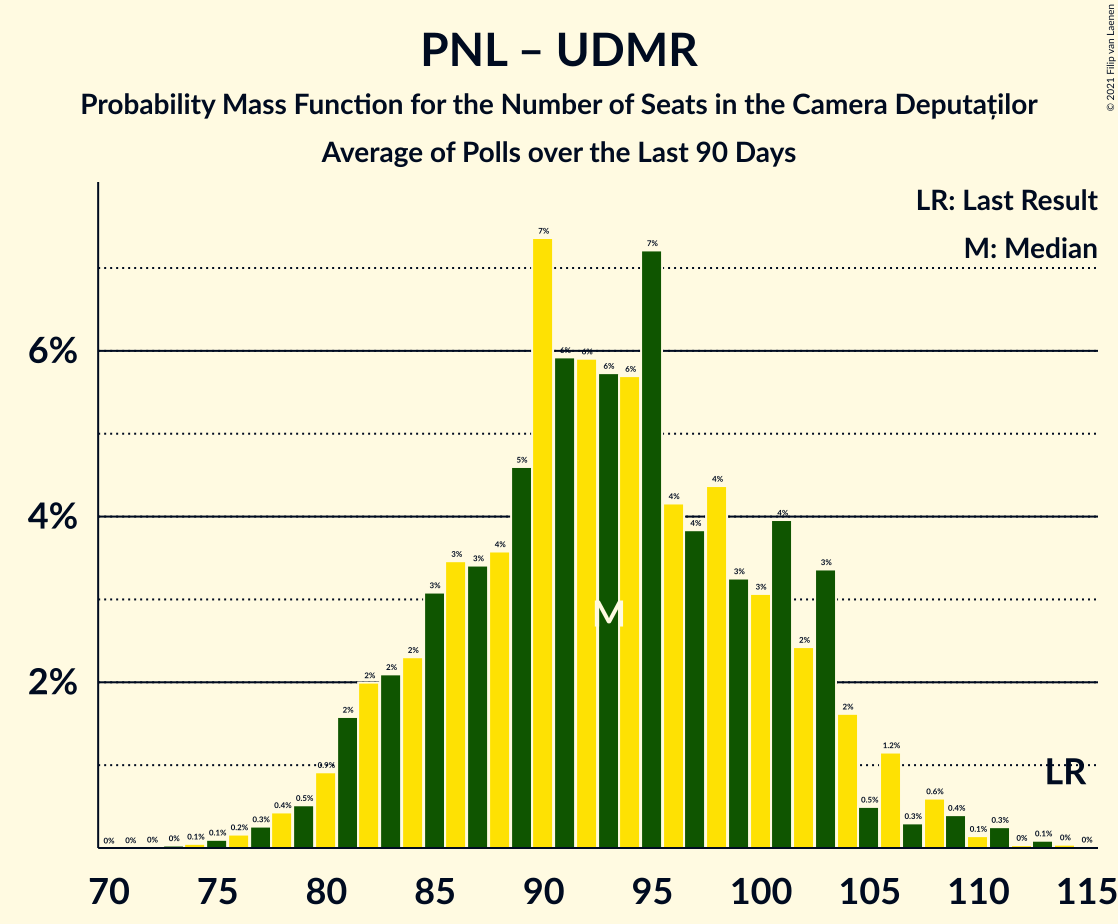 PNL – UDMR
Probability Mass Function for the Number of Seats in the Camera Deputaților
Average of Polls over the Last 90 Days
© 2021 Filip van Laenen
LR: Last Result
M: Median
6%
4%
2%
0% 0% 0% 0% 0.1% 0.1% 0.2% 0.3% 0.4% 0.5% 0.9% 2% 2% 2% 2% 3% 3% 3% 4% 5% 7% 6% 6% 6% 6% 7% 4% 4% 4% 3% 3% 4% 2% 3% 2% 0.5% 1.2% 0.3% 0.6% 0.4% 0.1% 0.3% 0% 0.1% 0% 0%
M
LR
70 75 80 85 90 95 100 105 110 115